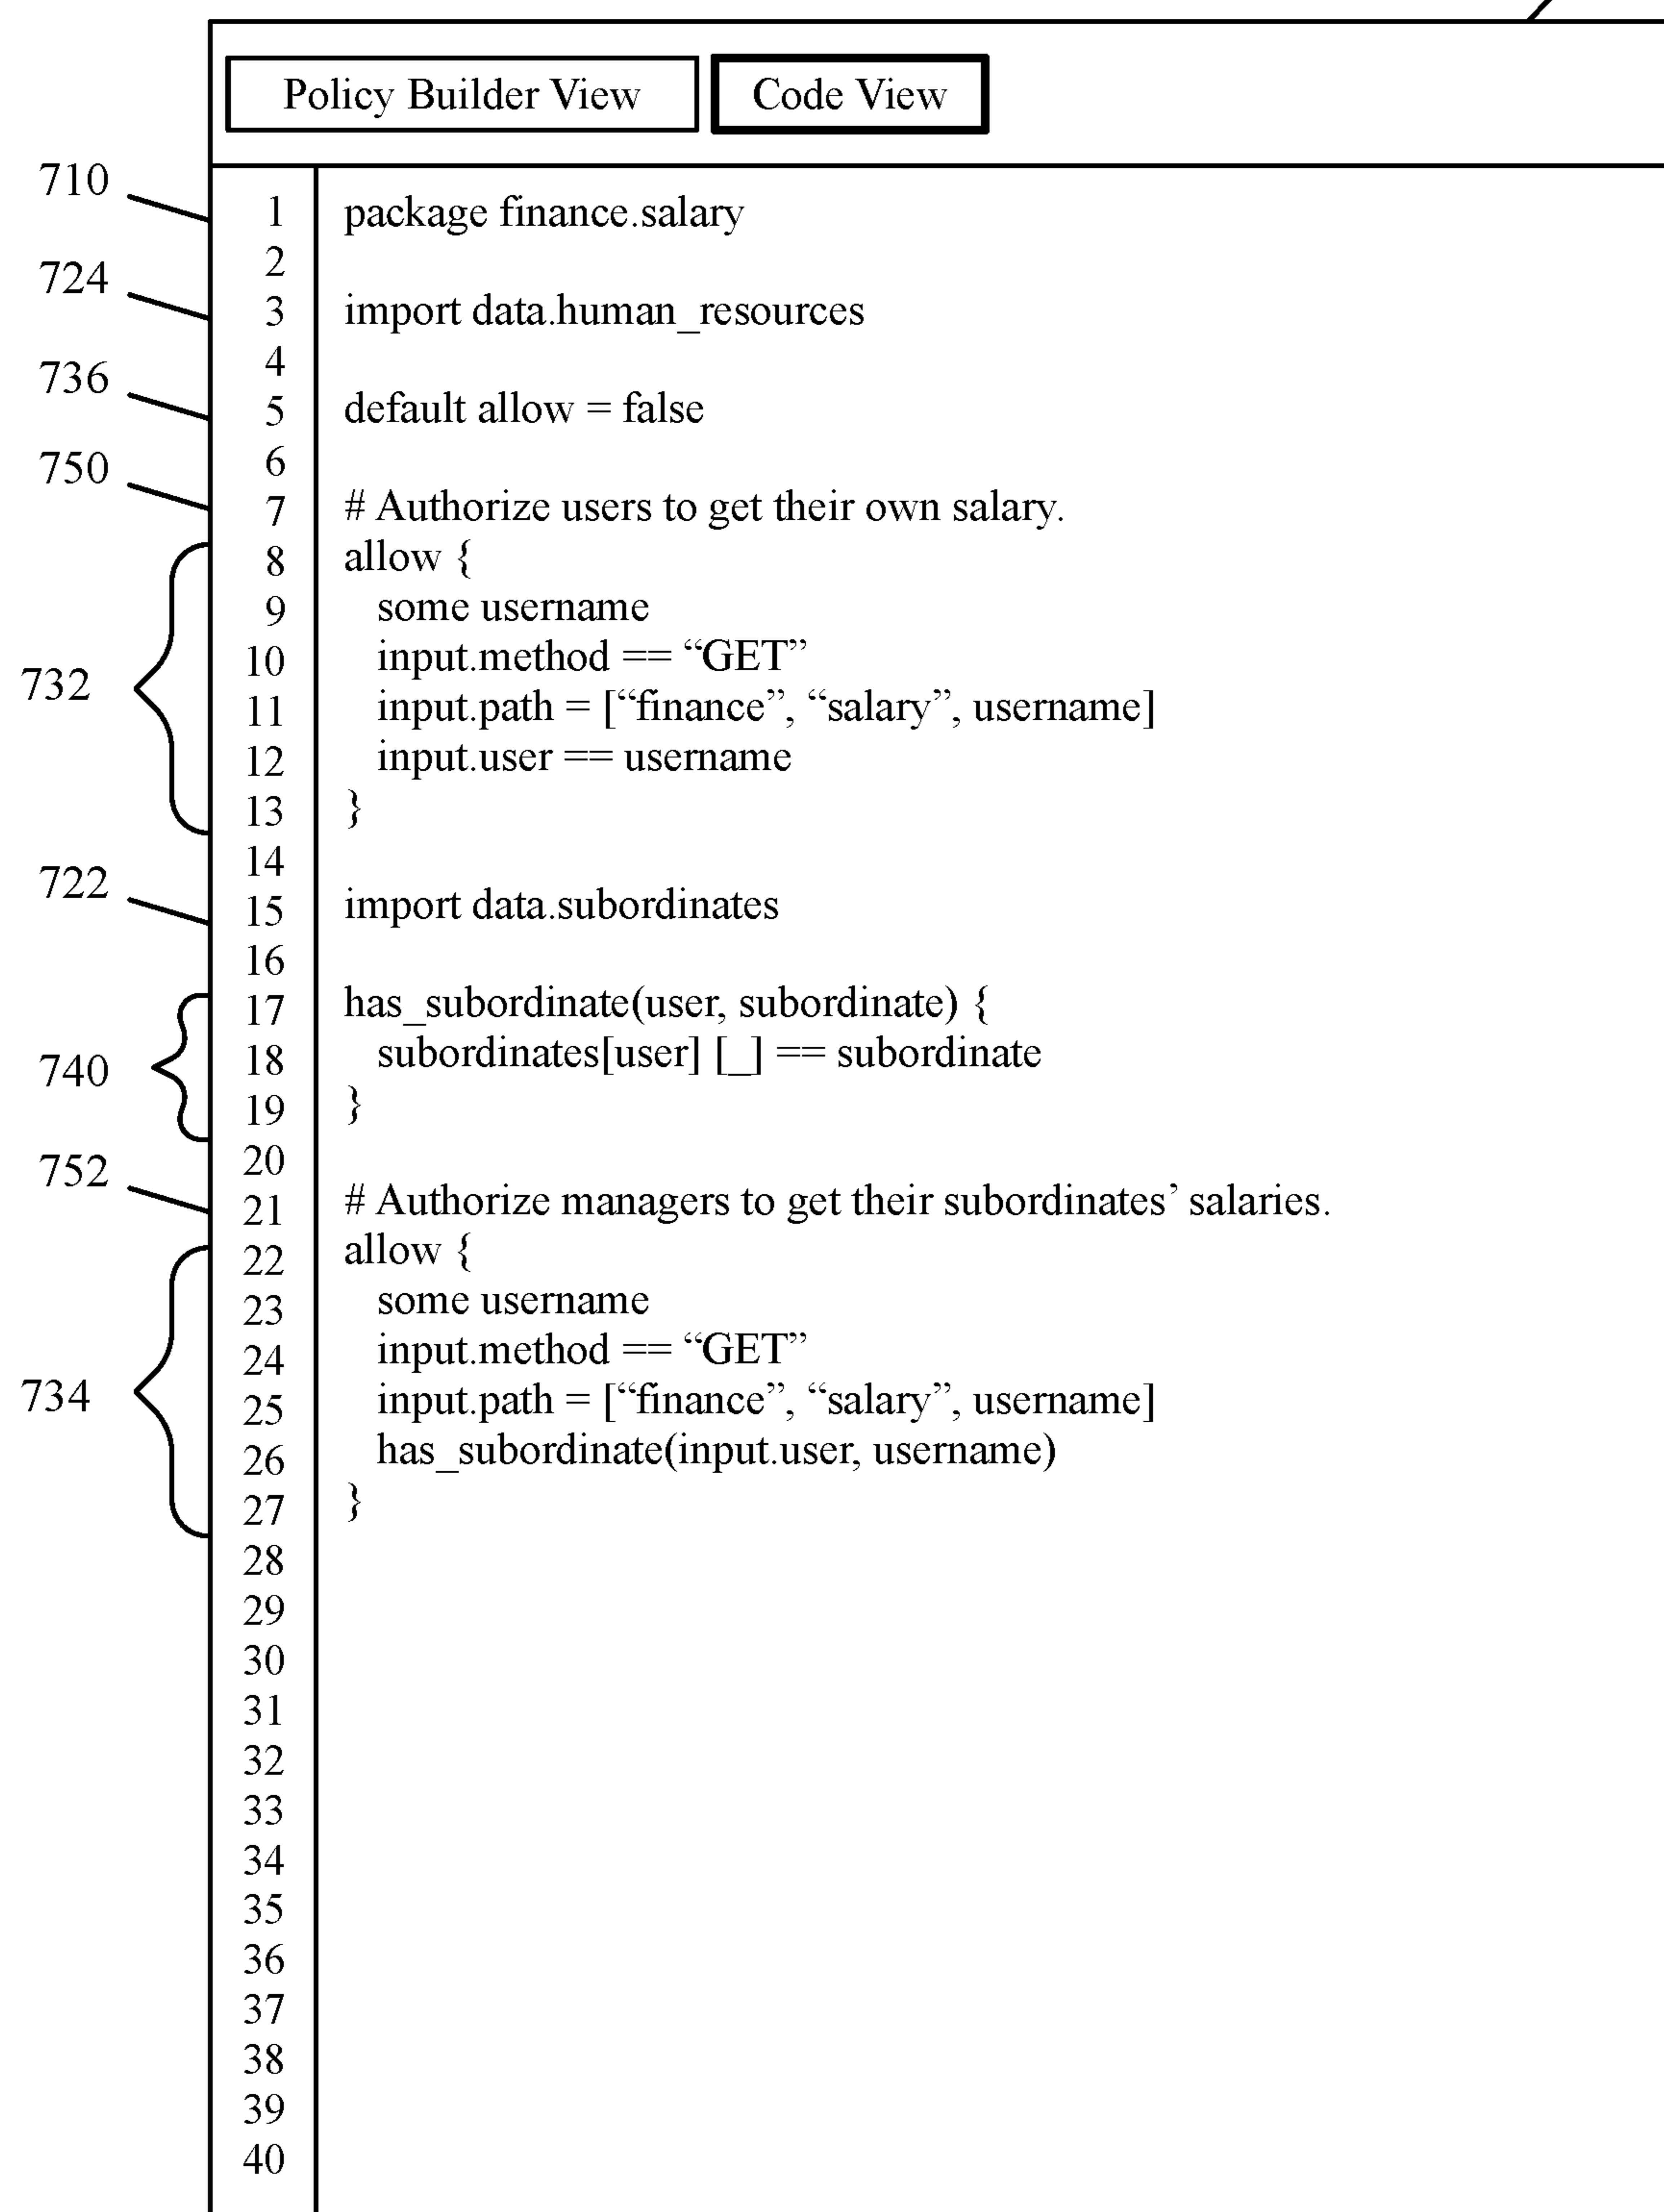 Policy Builder View Code View
710
1 package finance.salary
2
724
3 import data.human_resources
4
736
5 default allow = false
6
750
7 # Authorize users to get their own salary.
8 allow {
9 some username
10 input.method == “GET”
732
11 input.path = [“finance”, “salary”, username]
12 input.user == username
13 }
14
722
15 import data.subordinates
16
17 has_subordinate(user, subordinate) {
740
18 subordinates[user] [_] == subordinate
19 }
20
752
21 # Authorize managers to get their subordinates’ salaries.
22 allow {
23 some username
24 input.method == “GET”
734
25 input.path = [“finance”, “salary”, username]
26 has_subordinate(input.user, username)
27 }
28
29
30
31
32
33
34
35
36
37
38
39
40